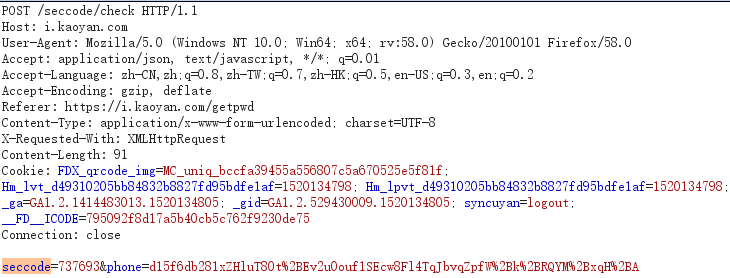 POST /seccode/check HTTP/1.1
Host: i.kaoyan.com
User-Agent: Mozilla/5.0 (Windows NT 10.0; Win64; x64; rv:58.0) Gecko/20100101 Firefox/58.0
Accept: application/json, text/javascript, */*; q=0.01
Accept-Language: zh-CN,zh;q=0.8,zh-TW;q=0.7,zh-HK;q=0.5,en-US;q=0.3,en;q=0.2
Accept-Encoding: gzip, deflate
Referer: https://i.kaoyan.com/getpwd
Content-Type: application/x-www-form-urlencoded; charset=UTF-8
X-Requested-With: XMLHttpRequest
Content-Length: 91
Cookie: FDX_qrcode_img=MC_uniq_bccfa39455a556807c5a670525e5f81f;
Hm_lvt_d49310205bb84832b8827fd95bdfe1af=1520134798; Hm_lpvt_d49310205bb84832b8827fd95bdfe1af=1520134798;
_ga=GA1.2.1414483013.1520134805; _gid=GA1.2.529430009.1520134805; syncuyan=logout;
__FD__ICODE=795092f8d17a5b40cb5c762f9230de75
Connection: close
seccode=737693&phone=d15f6db281xZHluT80t%2BEv2u0ouf1SEcw8Fl4TqJbvqZpfW%2Bk%2BRQYM%2BxqH%2BA